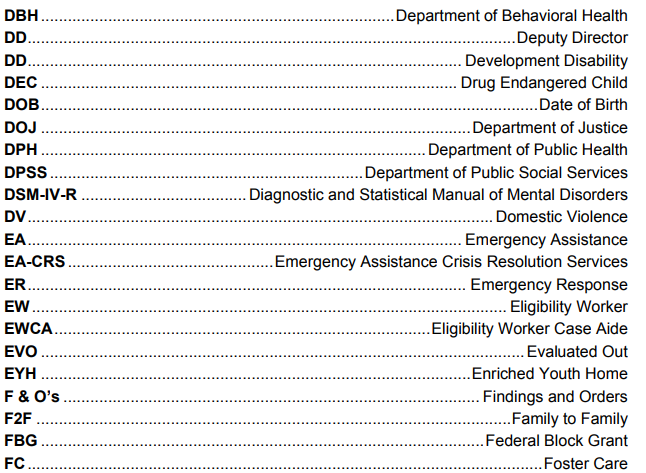 DBH ................................................................................ Department of Behavioral Health
DD ............................................................................................................. Deputy Director
DD ................................................................................................. Development Disability
DEC ............................................................................................ Drug Endangered Child
DOB ............................................................................................................... Date of Birth
DOJ ................................................................................................ Department of Justice
DPH ...................................................................................... Department of Public Health
DPSS ...................................................................... Department of Public Social Services
DSM-IV-R ..................................... Diagnostic and Statistical Manual of Mental Disorders
DV ........................................................................................................ Domestic Violence
EA ................................................................................................. Emergency Assistance
EA-CRS .............................................. Emergency Assistance Crisis Resolution Services
ER .................................................................................................. Emergency Response
EW ........................................................................................................... Eligibility Worker
EWCA .................................................................................... Eligibility Worker Case Aide
EVO ............................................................................................................ Evaluated Out
EYH ................................................................................................ Enriched Youth Home
F & O’s ............................................................................................. Findings and Orders
F2F .......................................................................................................... Family to Family
FBG ................................................................................................... Federal Block Grant
FC ................................................................................................................... Foster Care